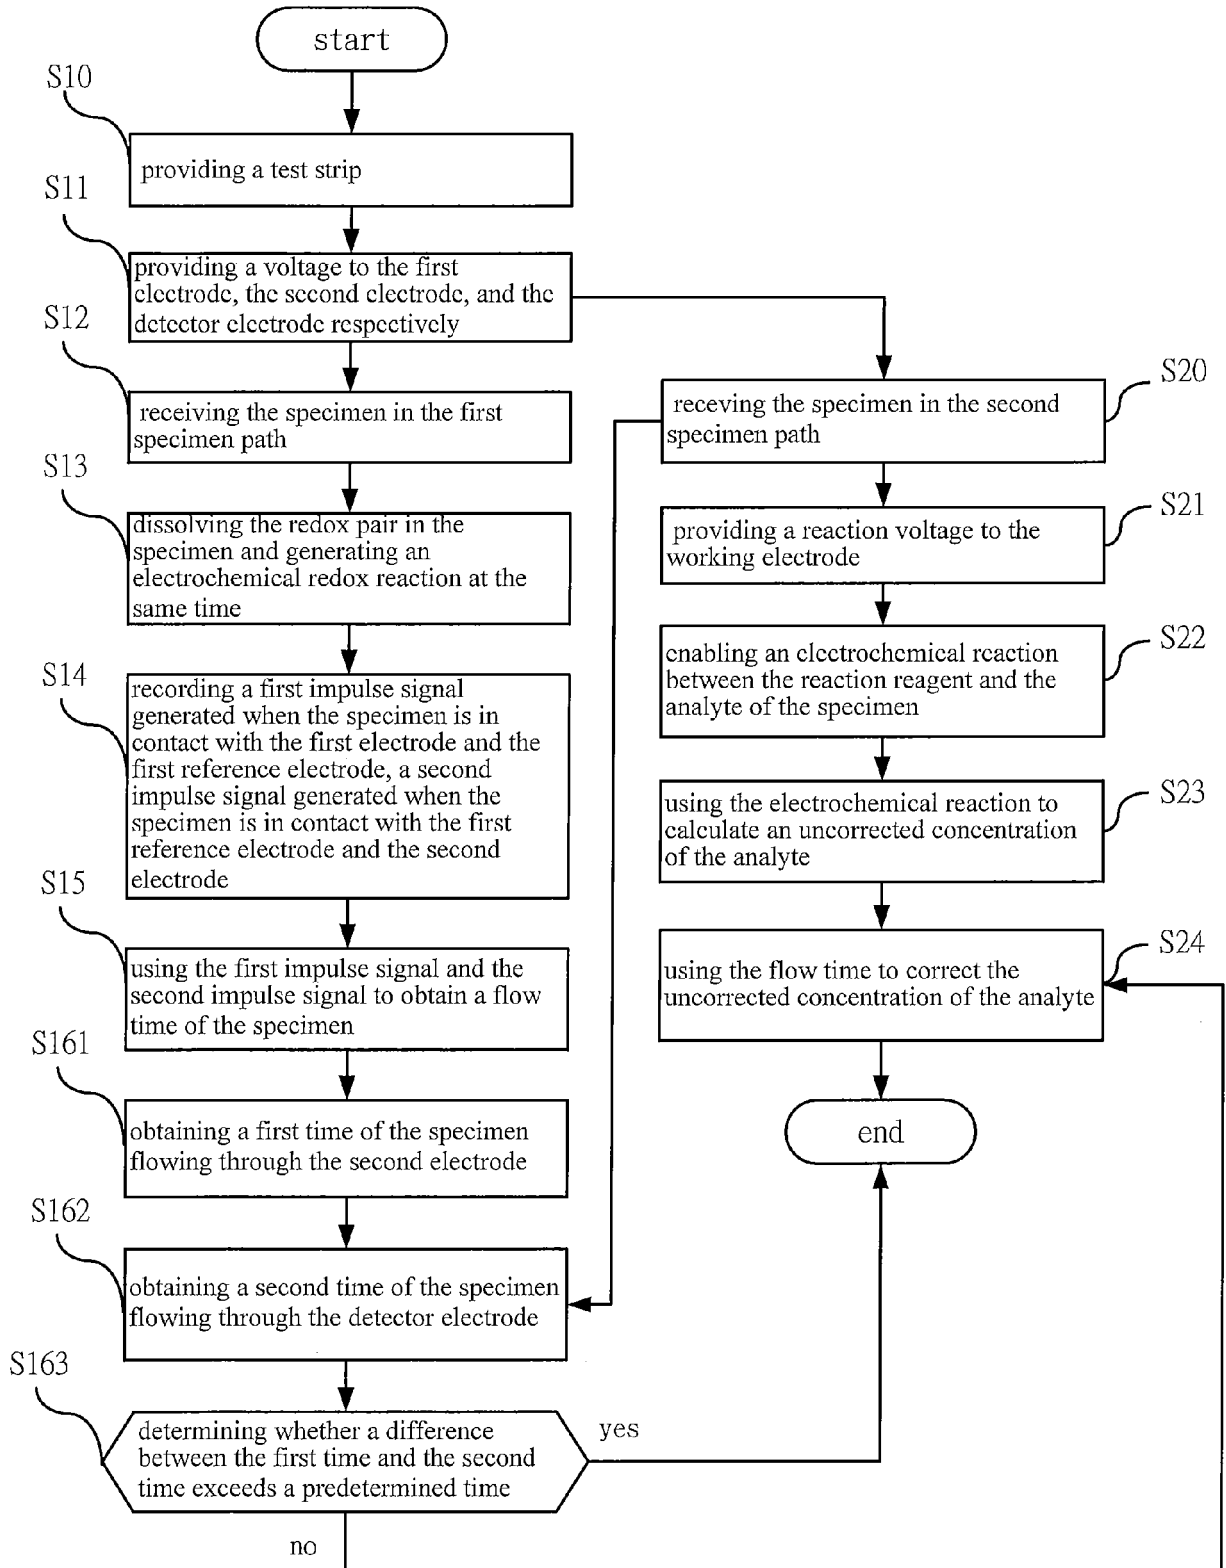 start
S10
providing a test strip
S11
providing a voltage to the first
electrode, the second electrode, and the
detector electrode respectively
S12
receiving the specimen in the first
specimen path
S13
dissolving the redox pair in the
specimen and generating an
electrochemical redox reaction at the
same time
S14
recording a first impulse signal
generated when the specimen is in
contact with the first electrode and the
first reference electrode, a second
impulse signal generated when the
specimen is in contact with the first
reference electrode and the second
electrode
S15
using the first impulse signal and the
second impulse signal to obtain a flow
time of the specimen
S161
obtaining a first time of the specimen
flowing through the second electrode
S162
obtaining a second time of the specimen
flowing through the detector electrode
S163
determining whether a difference
between the first time and the second
time exceeds a predetermined time
yes
no
S20
receving the specimen in the second
specimen path
S21
providing a reaction voltage to the
working electrode
S22
enabling an electrochemical reaction
between the reaction reagent and the
analyte of the specimen
S23
using the electrochemical reaction to
calculate an uncorrected concentration
of the analyte
S24
using the flow time to correct the
uncorrected concentration of the analyte
end